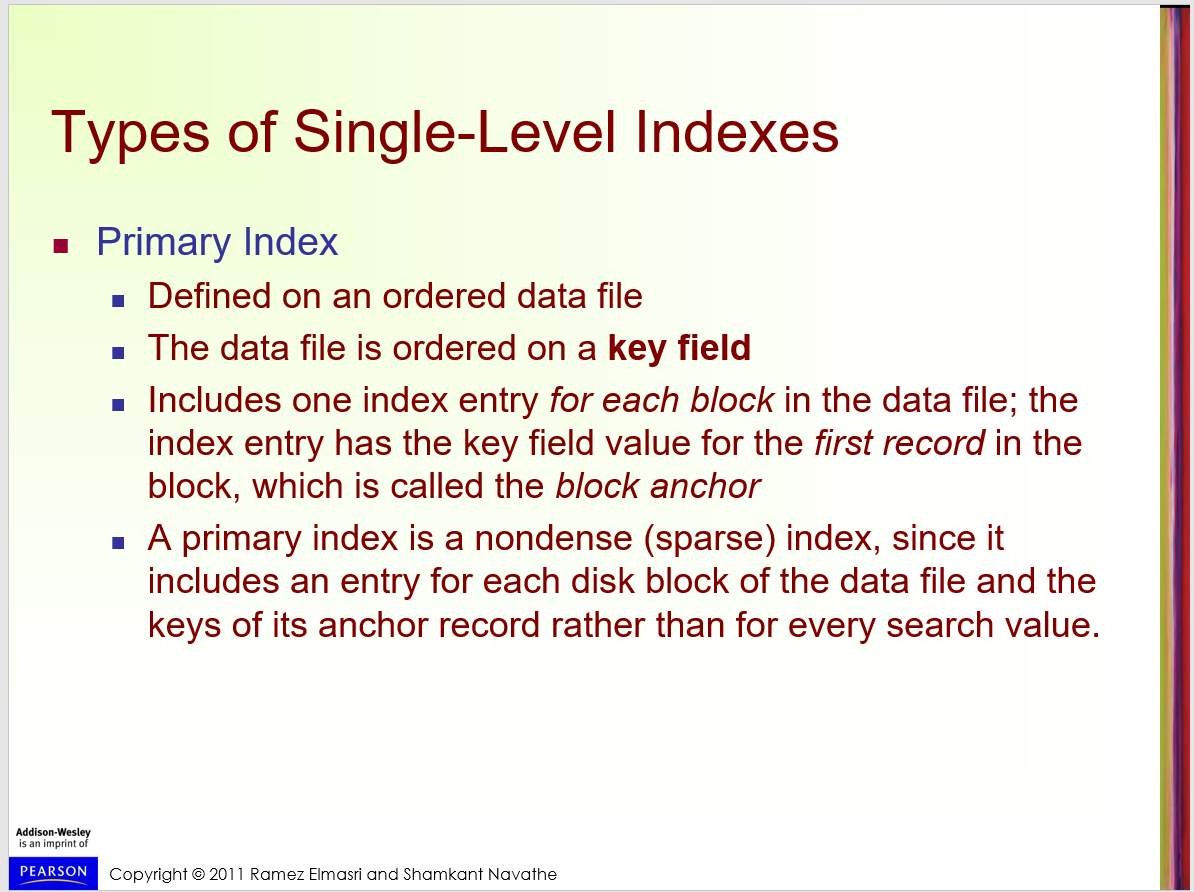 Types of Single-Level Indexes
Primary Index
Defined on an ordered data file
The data file is ordered on a key field
Includes one index entry for each block in the data file; the
index entry has the key field value for the first record in the
block, which is called the block anchor
A primary index is a nondense (sparse) index, since it
includes an entry for each disk block of the data file and the
keys of its anchor record rather than for every search value.
Addison-Wesley
is an imprint of
PEARSON
Copyright © 2011 Ramez Elmasri and Shamkant Navathe